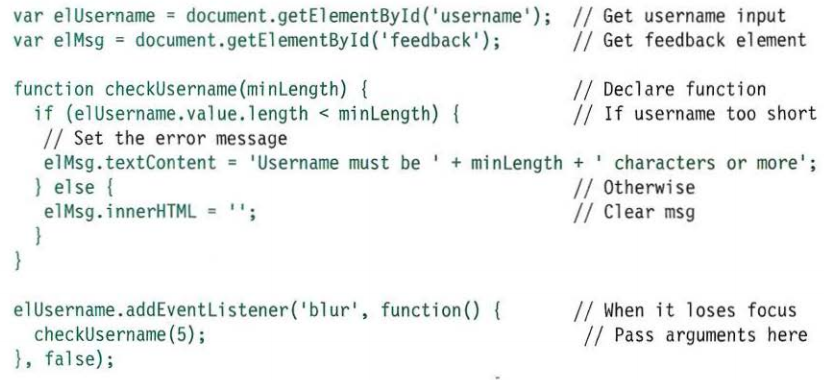 var elUsername = document.getElementById('username');  // Get username input
var elMsg = document.getElementById('feedback');       // Get feedback element

function checkUsername(minLength) {                    // Declare function
  if (elUsername.value.length < minLength) {           // If username too short
   // Set the error message
   elMsg.textContent = 'Username must be ' + minLength + ' characters or more';
  } else {                                             // Otherwise
   elMsg.innerHTML = '';                               // Clear msg
  }
}

elUsername.addEventListener('blur', function() {       // When it loses focus
  checkUsername(5);                                     // Pass arguments here
}, false);